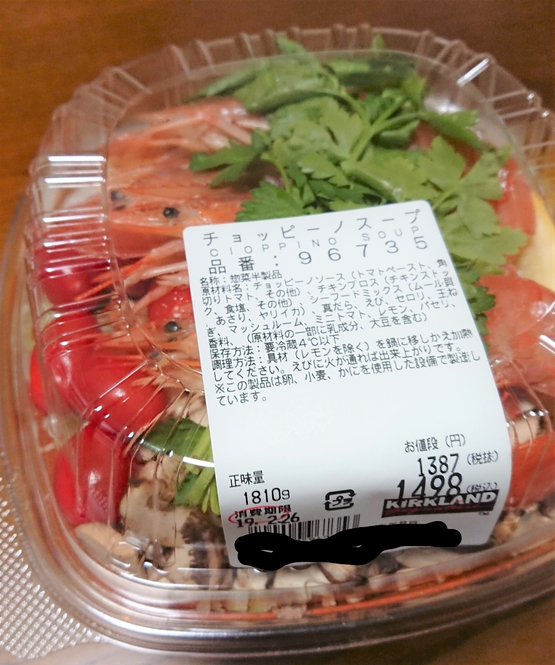 チョッピーノスープ
CIOPPINO SOUP
品番:96735
名称:惣菜半製品
原材料名:チョッピーノソース(トマトペースト、角
切りトマト、その他)、チキンブロス(チキンストッ
ク、食塩、その他)、シーフードミックス(ムール貝
、あさり、ヤリイカ)、真だら、えび、セロリ、玉ね
ぎ、マッシュルーム、ミニトマト、レモン、パセリ、
香料、(原材料の一部に乳成分、大豆を含む)
保存方法:要冷蔵4℃以下
調理方法:具材(レモンを除く)を鍋に移しかえ加熱
してください。えびに火が通れば出来上がりです。
※この製品は卵、小麦、かにを使用した設備で製造し
ています。
お値段(円)
1387(税抜)
正味量
1498(税込)
1810g
消費期限
19.2.26
KIRKLAND